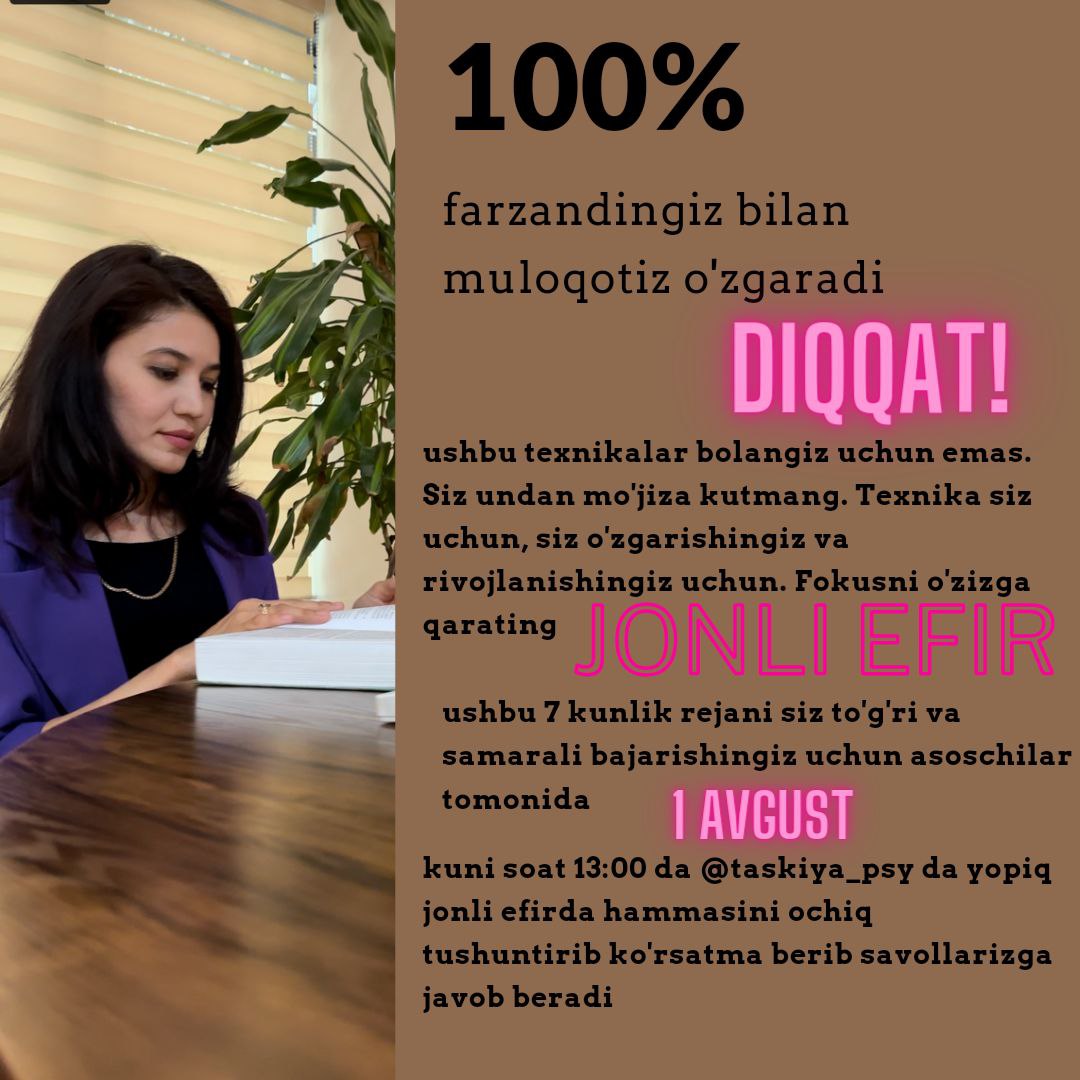 100%
farzandingiz bilan
muloqotiz o'zgaradi
DIQQAT!
ushbu texnikalar bolangiz uchun emas.
Siz undan mo'jiza kutmang. Texnika siz
uchun, siz o'zgarishingiz va
rivojlanishingiz uchun. Fokusni o'zizga
qarating
JONLI EFIR
ushbu 7 kunlik rejani siz to'g'ri va
samarali bajarishingiz uchun asoschilar
tomonida
1 AVGUST
kuni soat 13:00 da @taskiya_psy da yopiq
jonli efirda hammasini ochiq
tushuntirib ko'rsatma berib savollarizga
javob beradi